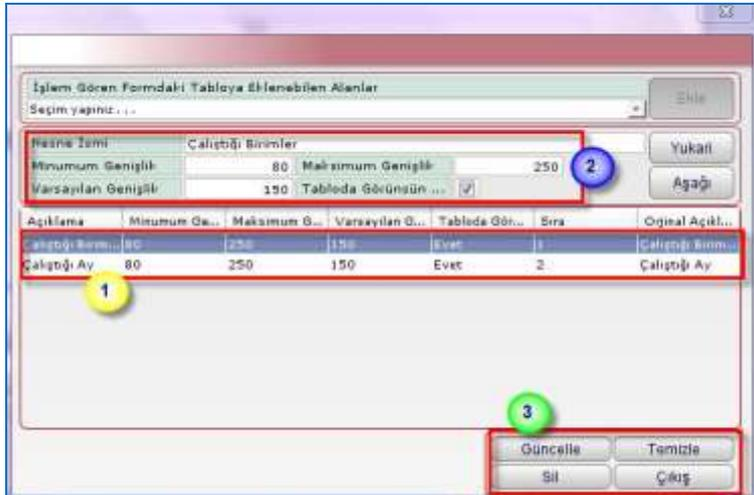 İşlem Gören Formdaki Tabloya Eklenebilen Alanlar
Seçim yapınız...
Ekle
Nesne İsmi Çalıştığı Birimler
Yukarı
Minumum Genişlik 80 Maksimum Genişlik 250
2
Varsayılan Genişlik 150 Tabloda Görünsün ...
Aşağı
Açıklama Minumum Ge... Maksimum G... Varsayılan G... Tabloda Gör... Sıra Orjinal Açıkl...
Çalıştığı Birim... 80 250 150 Evet 1 Çalıştığı Birim...
Çalıştığı Ay 80 250 150 Evet 2 Çalıştığı Ay
1
3
Güncelle Temizle
Sil Çıkış